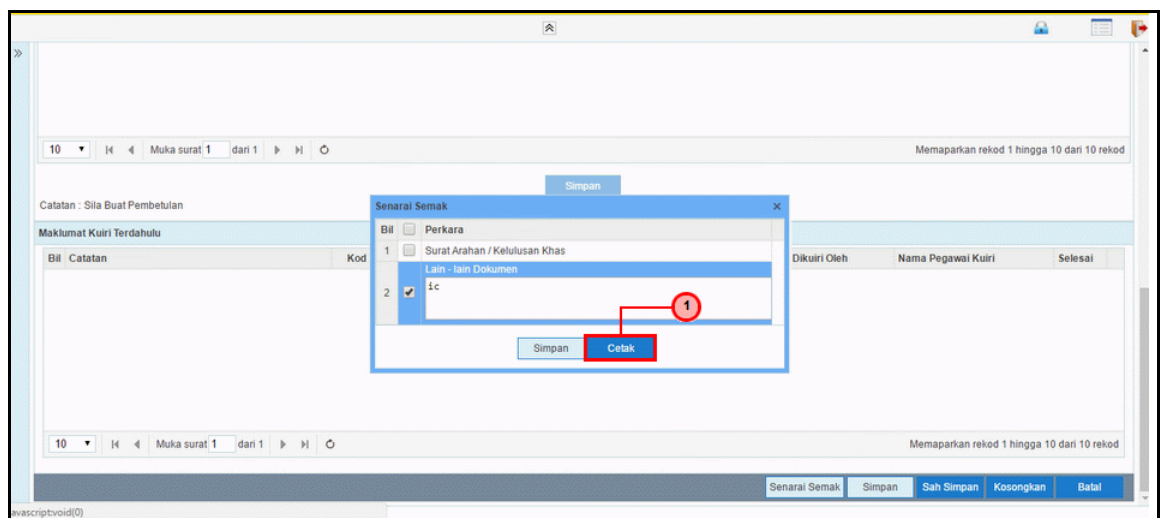 10 Muka surat 1 dari 1 Memaparkan rekod 1 hingga 10 dari 10 rekod
Simpan
Catatan : Sila Buat Pembetulan
Senarai Semak
Maklumat Kuiri Terdahulu
Bil Perkara
1 Surat Arahan / Kelulusan Khas
Bil Catatan Kod Dikuiri Oleh Nama Pegawai Kuiri Selesai
Lain - lain Dokumen
2 ic
1
Simpan Cetak
10 Muka surat 1 dari 1 Memaparkan rekod 1 hingga 10 dari 10 rekod
Senarai Semak Simpan Sah Simpan Kosongkan Batal
avascript:void(0)